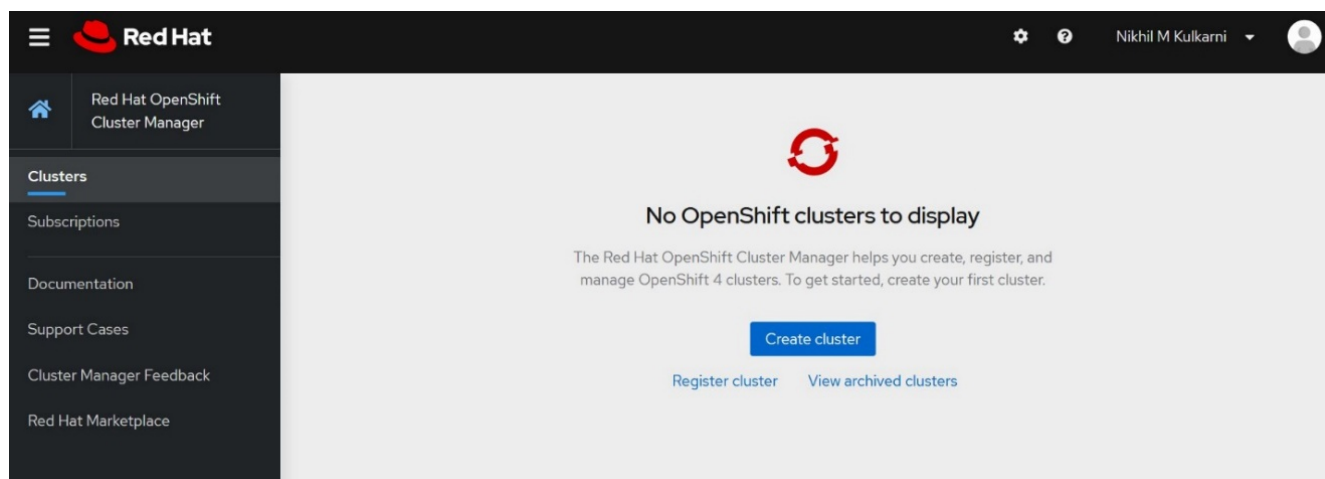 Red Hat
Nikhil M Kulkarni
Red Hat OpenShift
Cluster Manager
Clusters
Subscriptions
Documentation
Support Cases
Cluster Manager Feedback
Red Hat Marketplace
No OpenShift clusters to display
The Red Hat OpenShift Cluster Manager helps you create, register, and
manage OpenShift 4 clusters. To get started, create your first cluster.
Create cluster
Register cluster View archived clusters